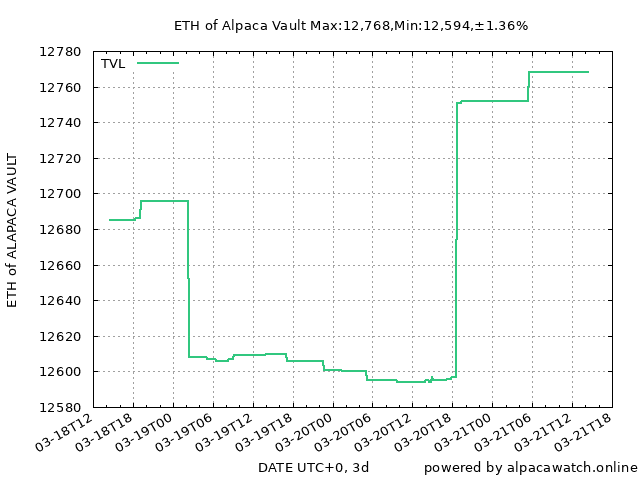 ETH of Alpaca Vault Max:12,768,Min:12,594,±1.36%
TVL
12780
12760
12740
12720
12700
12680
12660
12640
12620
12600
12580
ETH of ALAPACA VAULT
03-18T12
03-18T18
03-19T00
03-19T06
03-19T12
03-19T18
03-20T00
03-20T06
03-20T12
03-20T18
03-21T00
03-21T06
03-21T12
03-21T18
DATE UTC+0, 3d
powered by alpacawatch.online